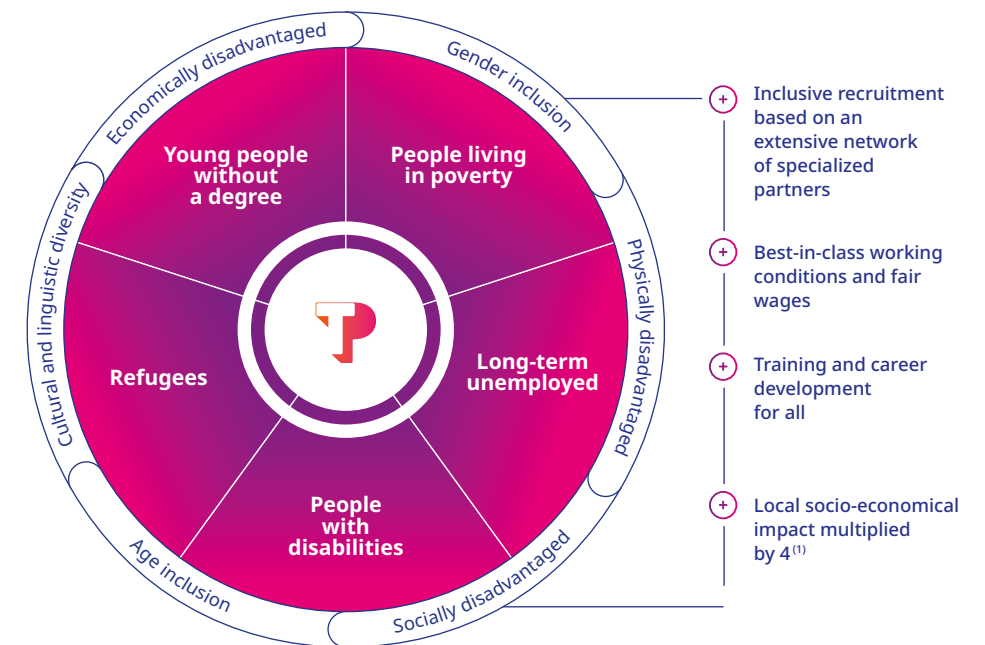 Economically disadvantaged
Gender inclusion
Physically disadvantaged
Socially disadvantaged
Age inclusion
Cultural and linguistic diversity
Young people
without
a degree
People living
in poverty
Long-term
unemployed
People
with
disabilities
Refugees
TP
+
Inclusive recruitment
based on an
extensive network
of specialized
partners
+
Best-in-class working
conditions and fair
wages
+
Training and career
development
for all
+
Local socio-economical
impact multiplied
by 4(1)